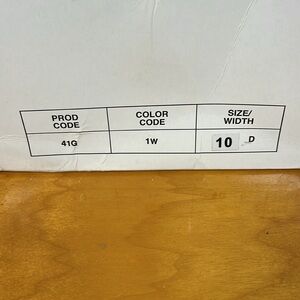 PROD CODE COLOR CODE SIZE/ WIDTH
41G 1W 10 D